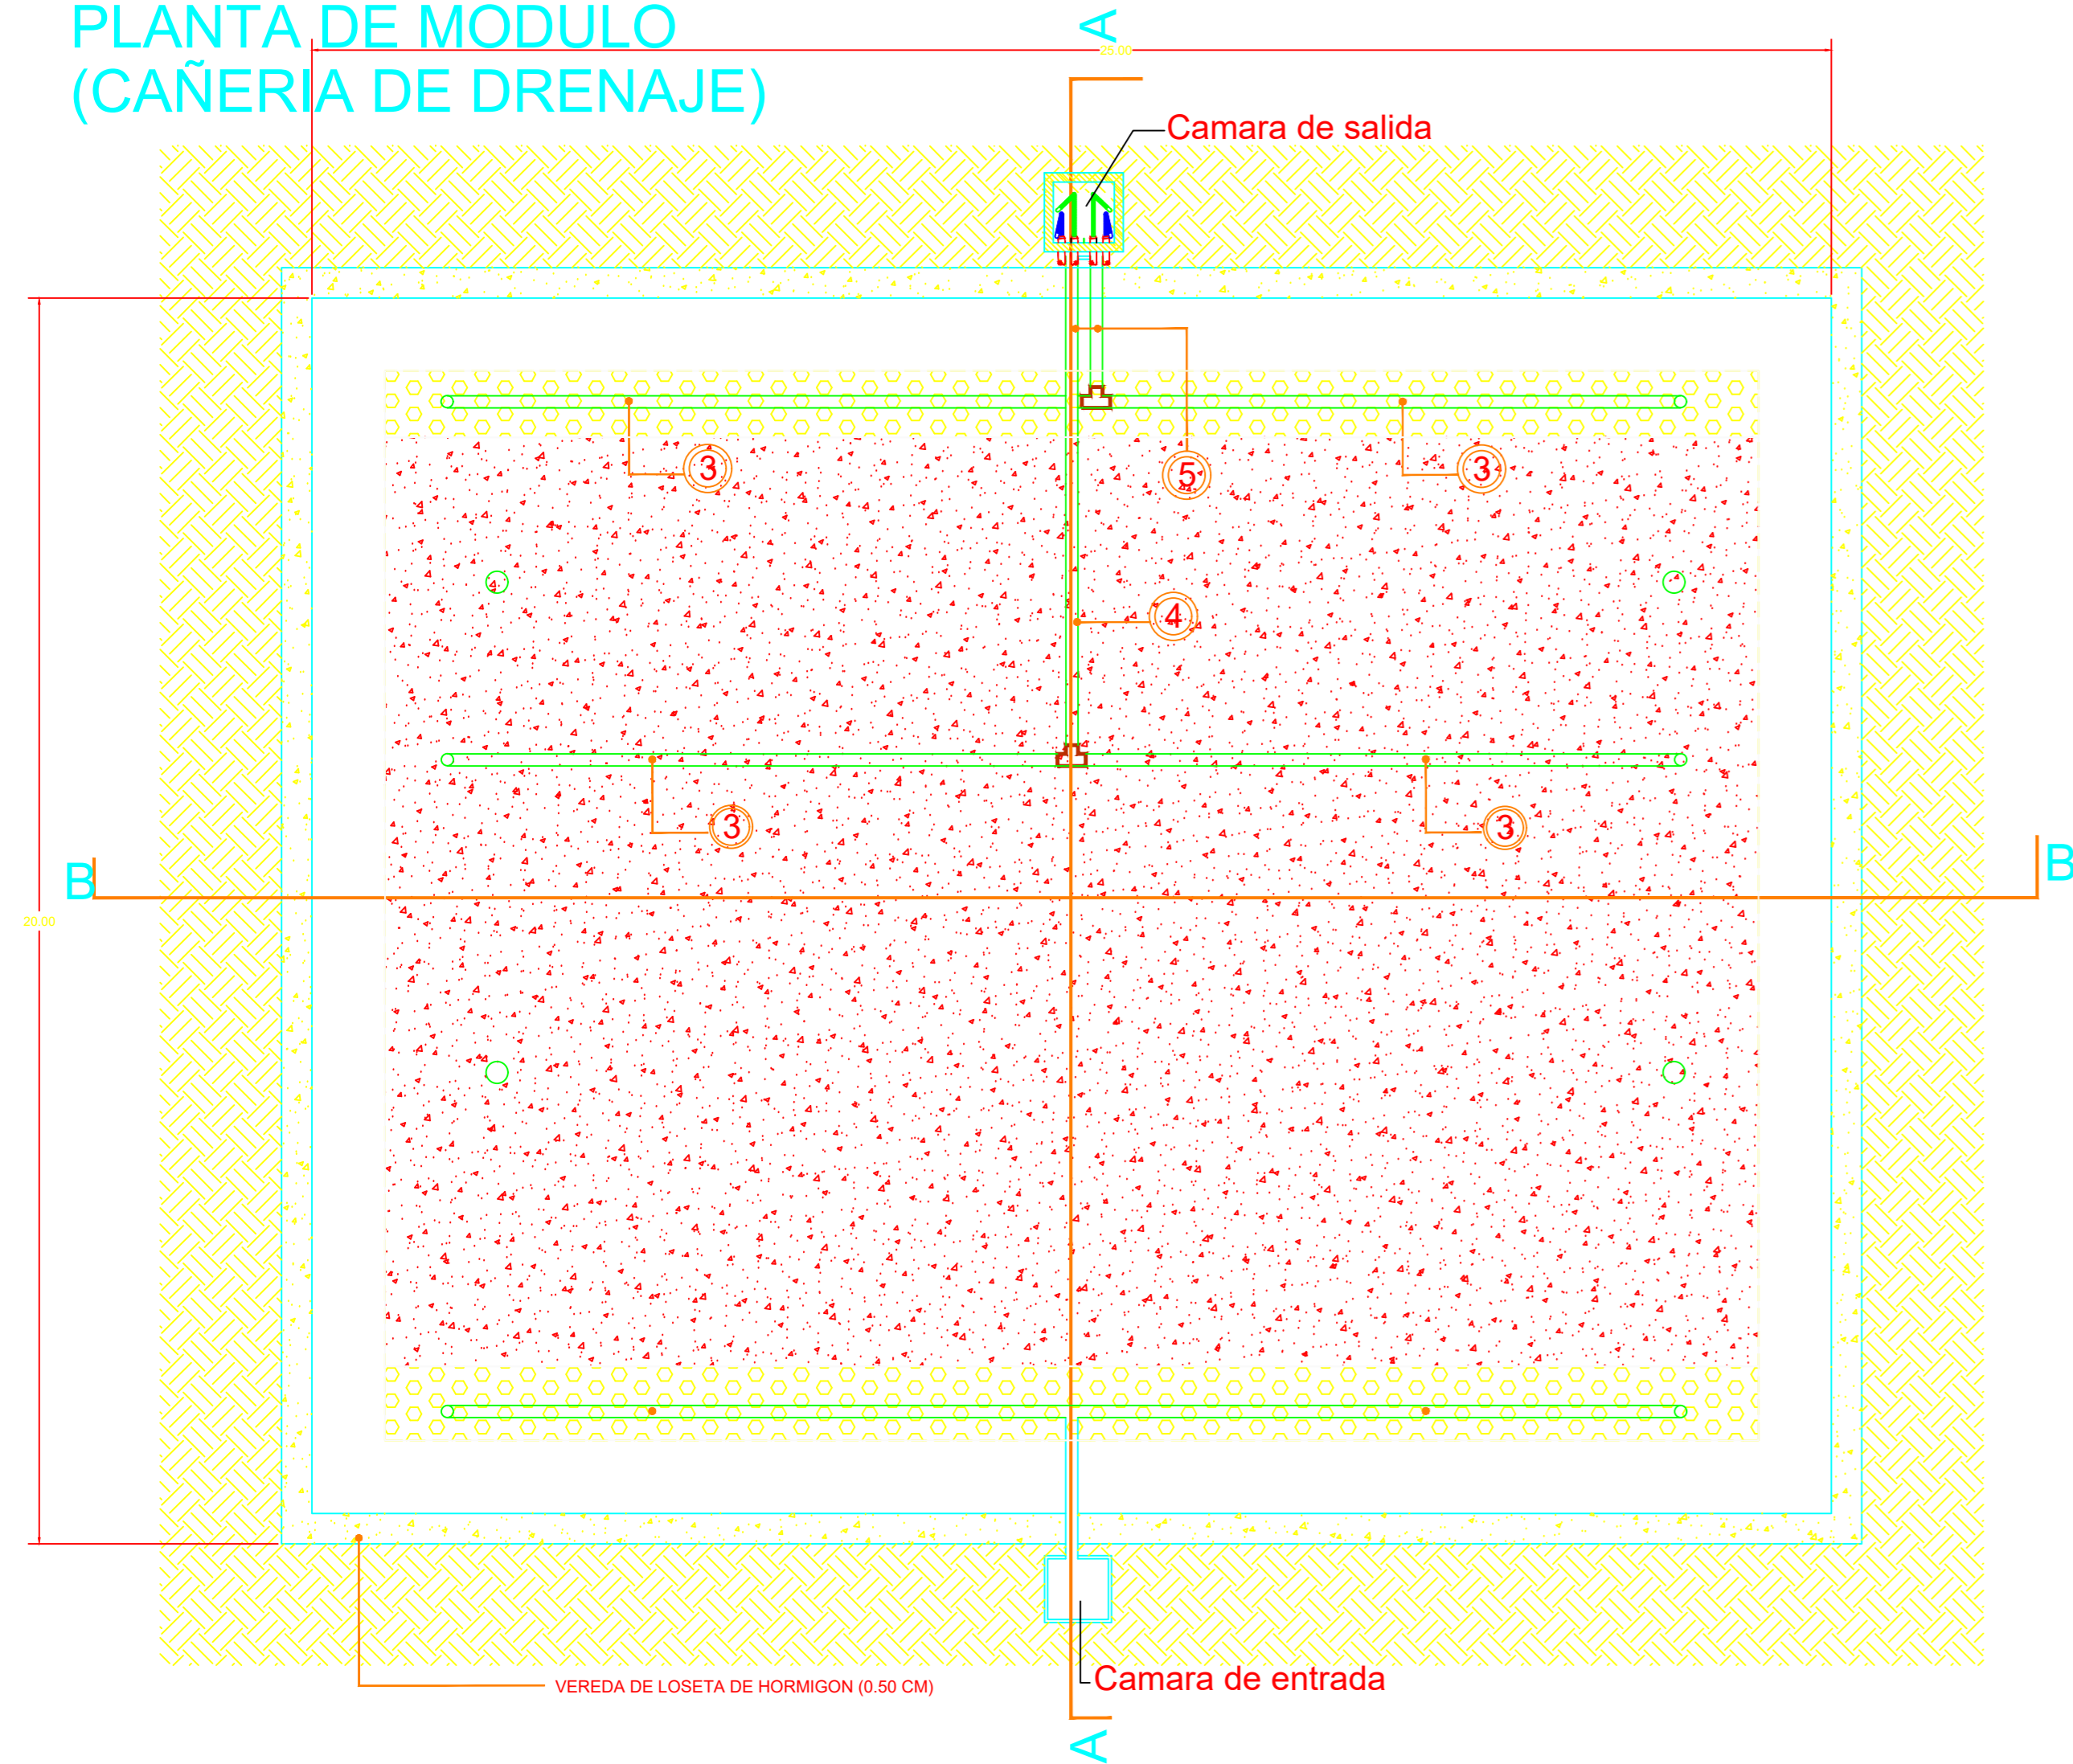 PLANTA DE MODULO
(CAÑERIA DE DRENAJE)
A
25.00
Camara de salida
3
5
3
4
3
3
B
B
20.00
VEREDA DE LOSETA DE HORMIGON (0.50 CM)
Camara de entrada
A